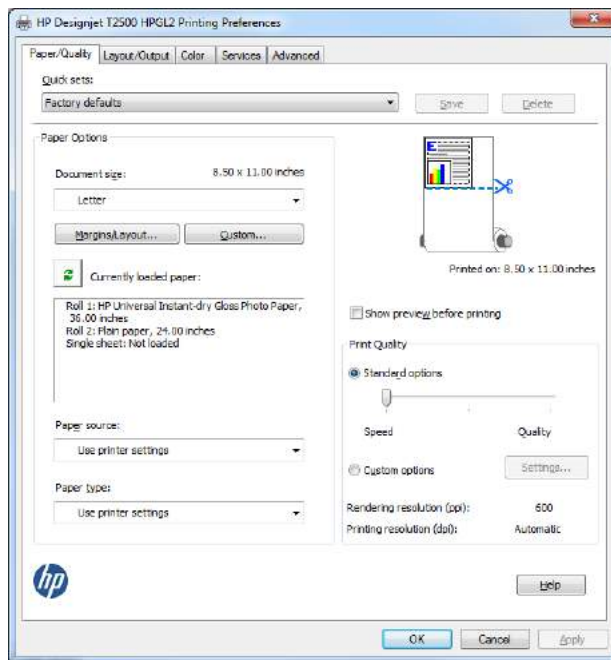 HP Designjet T2500 HPGL2 Printing Preferences
Paper/Quality Layout/Output Color Services Advanced
Quick sets:
Factory defaults Save Delete
Paper Options
Document size: 8.50 x 11.00 inches
Letter
Margins/Layout... Custom...
Currently loaded paper:
Roll 1: HP Universal Instant-dry Gloss Photo Paper,
36.00 inches
Roll 2: Plain paper, 24.00 inches
Single sheet: Not loaded
Paper source:
Use printer settings
Paper type:
Use printer settings
E
Printed on: 8.50 x 11.00 inches
Show preview before printing
Print Quality
Standard options
Speed Quality
Custom options Settings...
Rendering resolution (ppi): 600
Printing resolution (dpi): Automatic
hp
Help
OK Cancel Apply